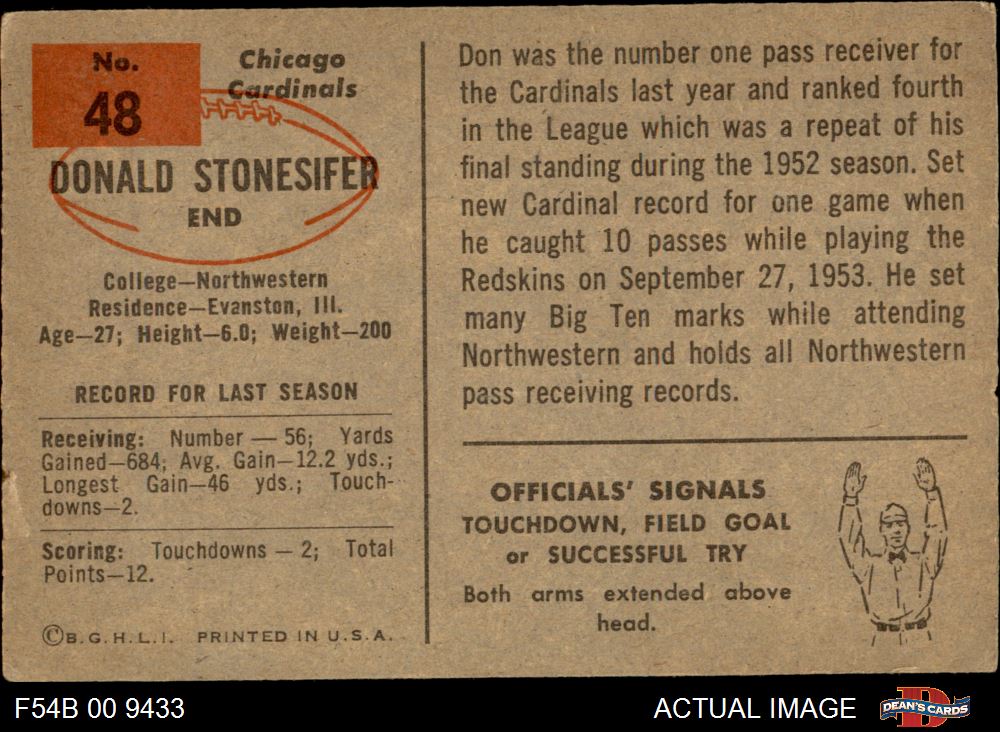 No.
48
Chicago
Cardinals
DONALD STONESIFER
END
College—Northwestern
Residence—Evanston, Ill.
Age—27; Height—6.0; Weight—200
RECORD FOR LAST SEASON
Receiving: Number — 56; Yards
Gained—684; Avg. Gain—12.2 yds.;
Longest Gain—46 yds.; Touch-
downs—2.
Scoring: Touchdowns — 2; Total
Points—12.
©B.G.H.L.I. PRINTED IN U.S.A.
Don was the number one pass receiver for
the Cardinals last year and ranked fourth
in the League which was a repeat of his
final standing during the 1952 season. Set
new Cardinal record for one game when
he caught 10 passes while playing the
Redskins on September 27, 1953. He set
many Big Ten marks while attending
Northwestern and holds all Northwestern
pass receiving records.
OFFICIALS' SIGNALS
TOUCHDOWN, FIELD GOAL
or SUCCESSFUL TRY
Both arms extended above
head.
F54B 00 9433
ACTUAL IMAGE
D
DEAN'S CARDS